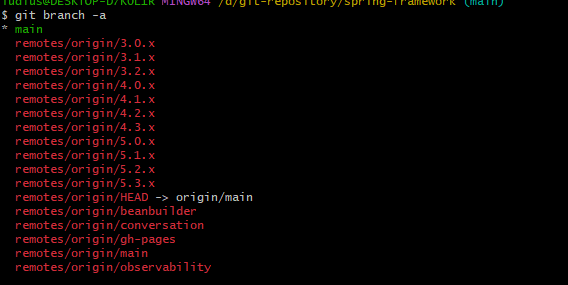 MINGW64 /d/git-repository/spring-framework (main)
$ git branch -a
* main
  remotes/origin/3.0.x
  remotes/origin/3.1.x
  remotes/origin/3.2.x
  remotes/origin/4.0.x
  remotes/origin/4.1.x
  remotes/origin/4.2.x
  remotes/origin/4.3.x
  remotes/origin/5.0.x
  remotes/origin/5.1.x
  remotes/origin/5.2.x
  remotes/origin/5.3.x
  remotes/origin/HEAD -> origin/main
  remotes/origin/beanbuilder
  remotes/origin/conversation
  remotes/origin/gh-pages
  remotes/origin/main
  remotes/origin/observability